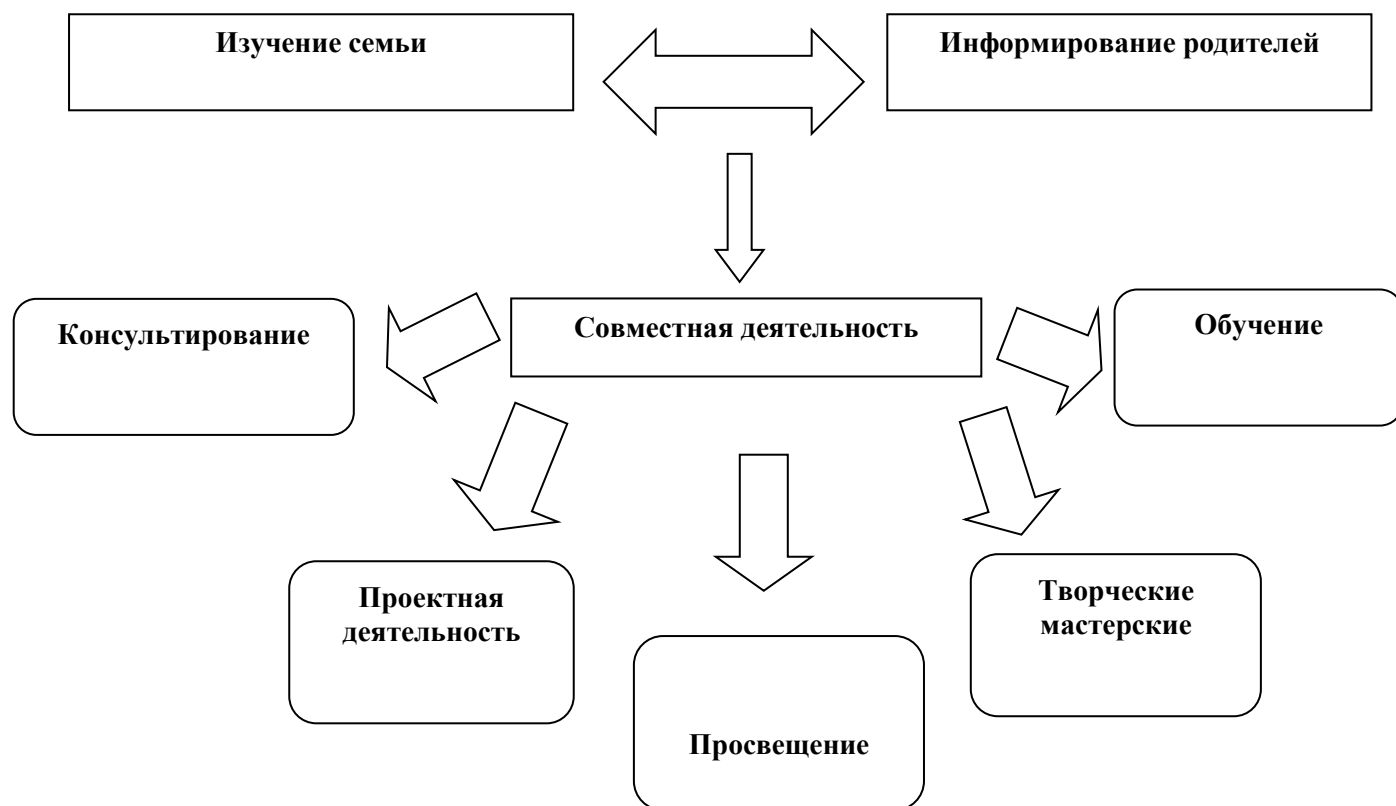 Изучение семьи
Информирование родителей
Консультирование
Совместная деятельность
Обучение
Проектная
деятельность
Творческие
мастерские
Просвещение